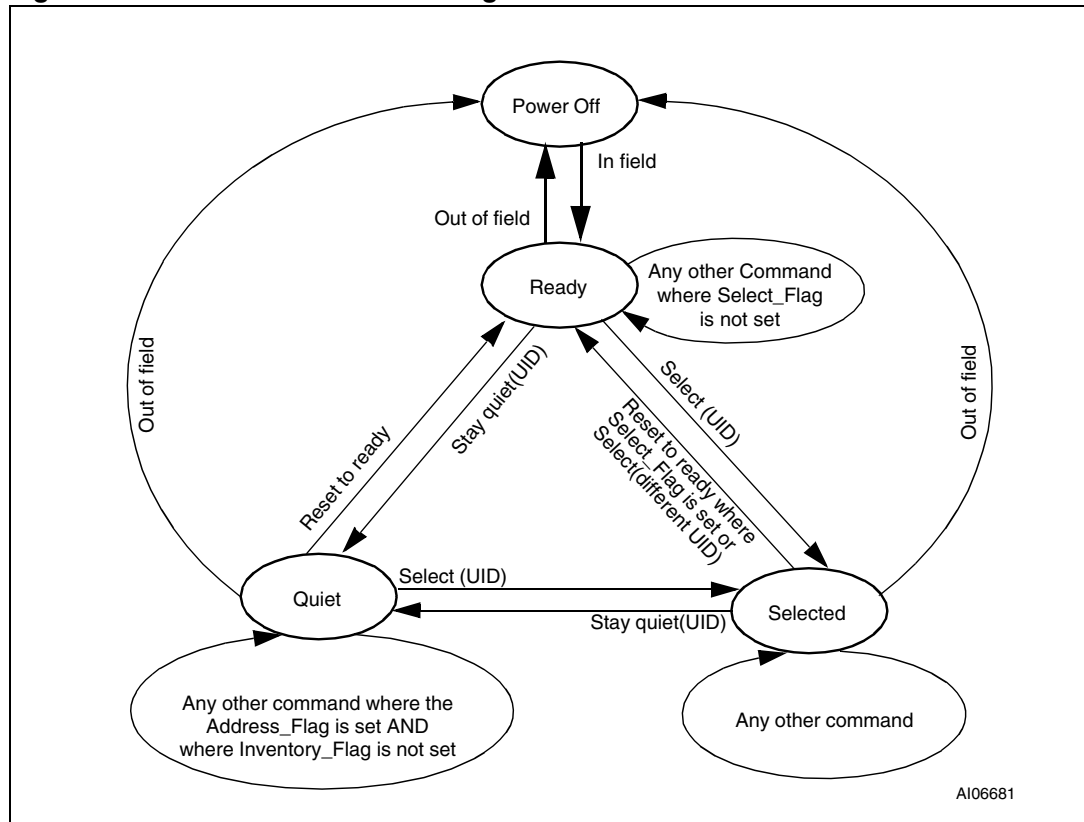 Power Off
In field
Out of field
Ready
Any other Command
where Select_Flag
is not set
Out of field
Out of field
Reset to ready
Stay quiet(UID)
Select (UID)
Reset to ready where
Select_Flag is set or
Select(different UID)
Quiet
Select (UID)
Stay quiet(UID)
Selected
Any other command where the
Address_Flag is set AND
where Inventory_Flag is not set
Any other command
AI06681